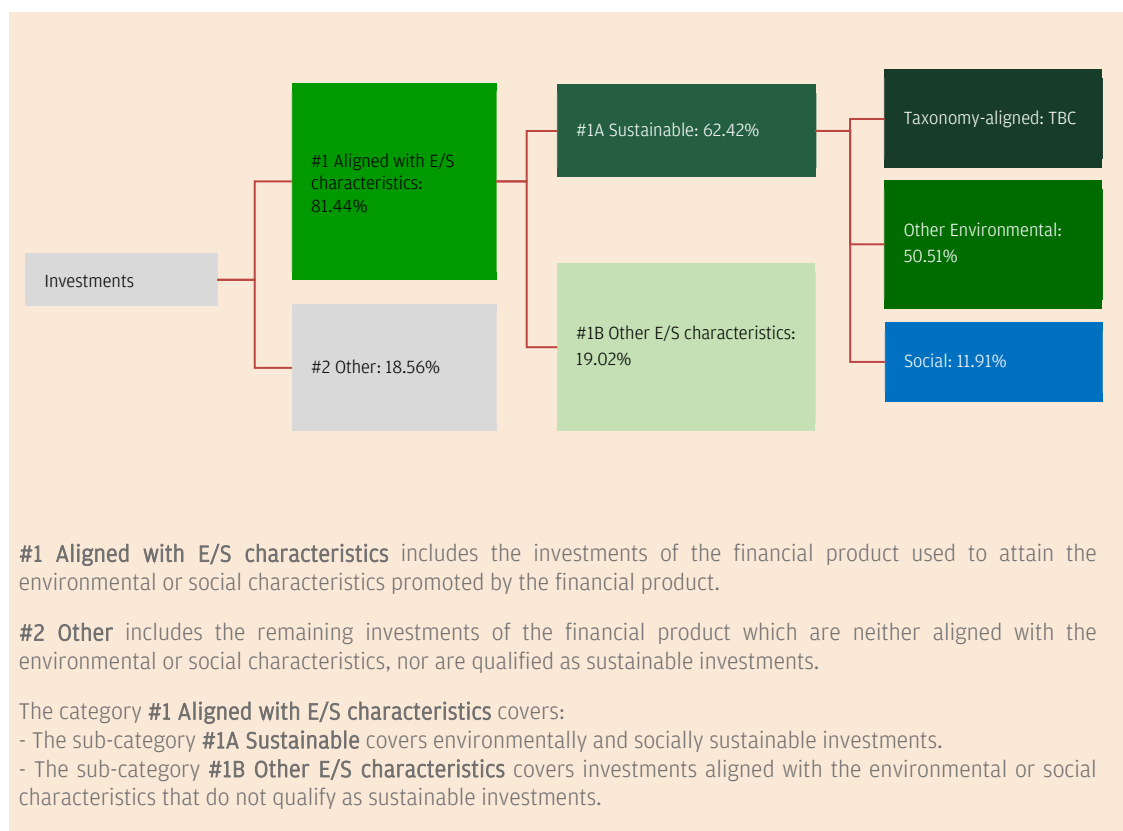 Investments
#1 Aligned with E/S
characteristics:
81.44%
#2 Other: 18.56%
#1A Sustainable: 62.42%
#1B Other E/S characteristics:
19.02%
Taxonomy-aligned: TBC
Other Environmental:
50.51%
Social: 11.91%
#1 Aligned with E/S characteristics includes the investments of the financial product used to attain the
environmental or social characteristics promoted by the financial product.
#2 Other includes the remaining investments of the financial product which are neither aligned with the
environmental or social characteristics, nor are qualified as sustainable investments.
The category #1 Aligned with E/S characteristics covers:
- The sub-category #1A Sustainable covers environmentally and socially sustainable investments.
- The sub-category #1B Other E/S characteristics covers investments aligned with the environmental or social
characteristics that do not qualify as sustainable investments.